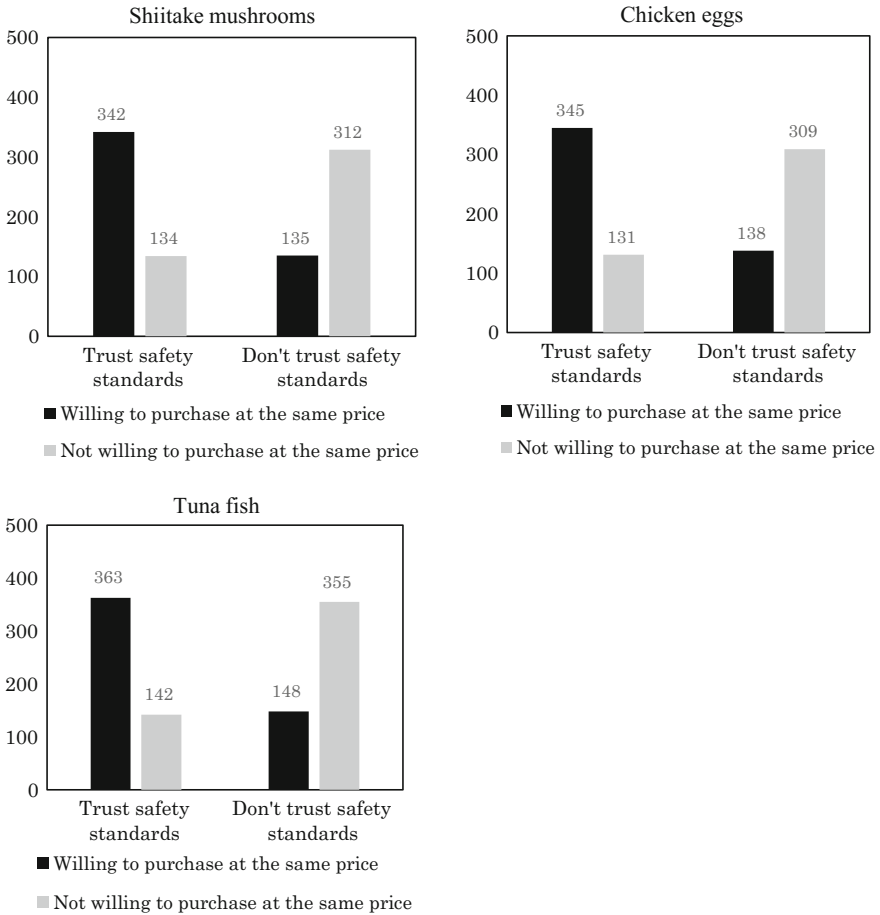 Shiitake mushrooms
500
400
300
200
100
0
342
134
135
312
Trust safety
standards
Don't trust safety
standards
Willing to purchase at the same price
Not willing to purchase at the same price
Chicken eggs
500
400
300
200
100
0
345
131
138
309
Trust safety
standards
Don't trust safety
standards
Willing to purchase at the same price
Not willing to purchase at the same price
Tuna fish
500
400
300
200
100
0
363
142
148
355
Trust safety
standards
Don't trust safety
standards
Willing to purchase at the same price
Not willing to purchase at the same price